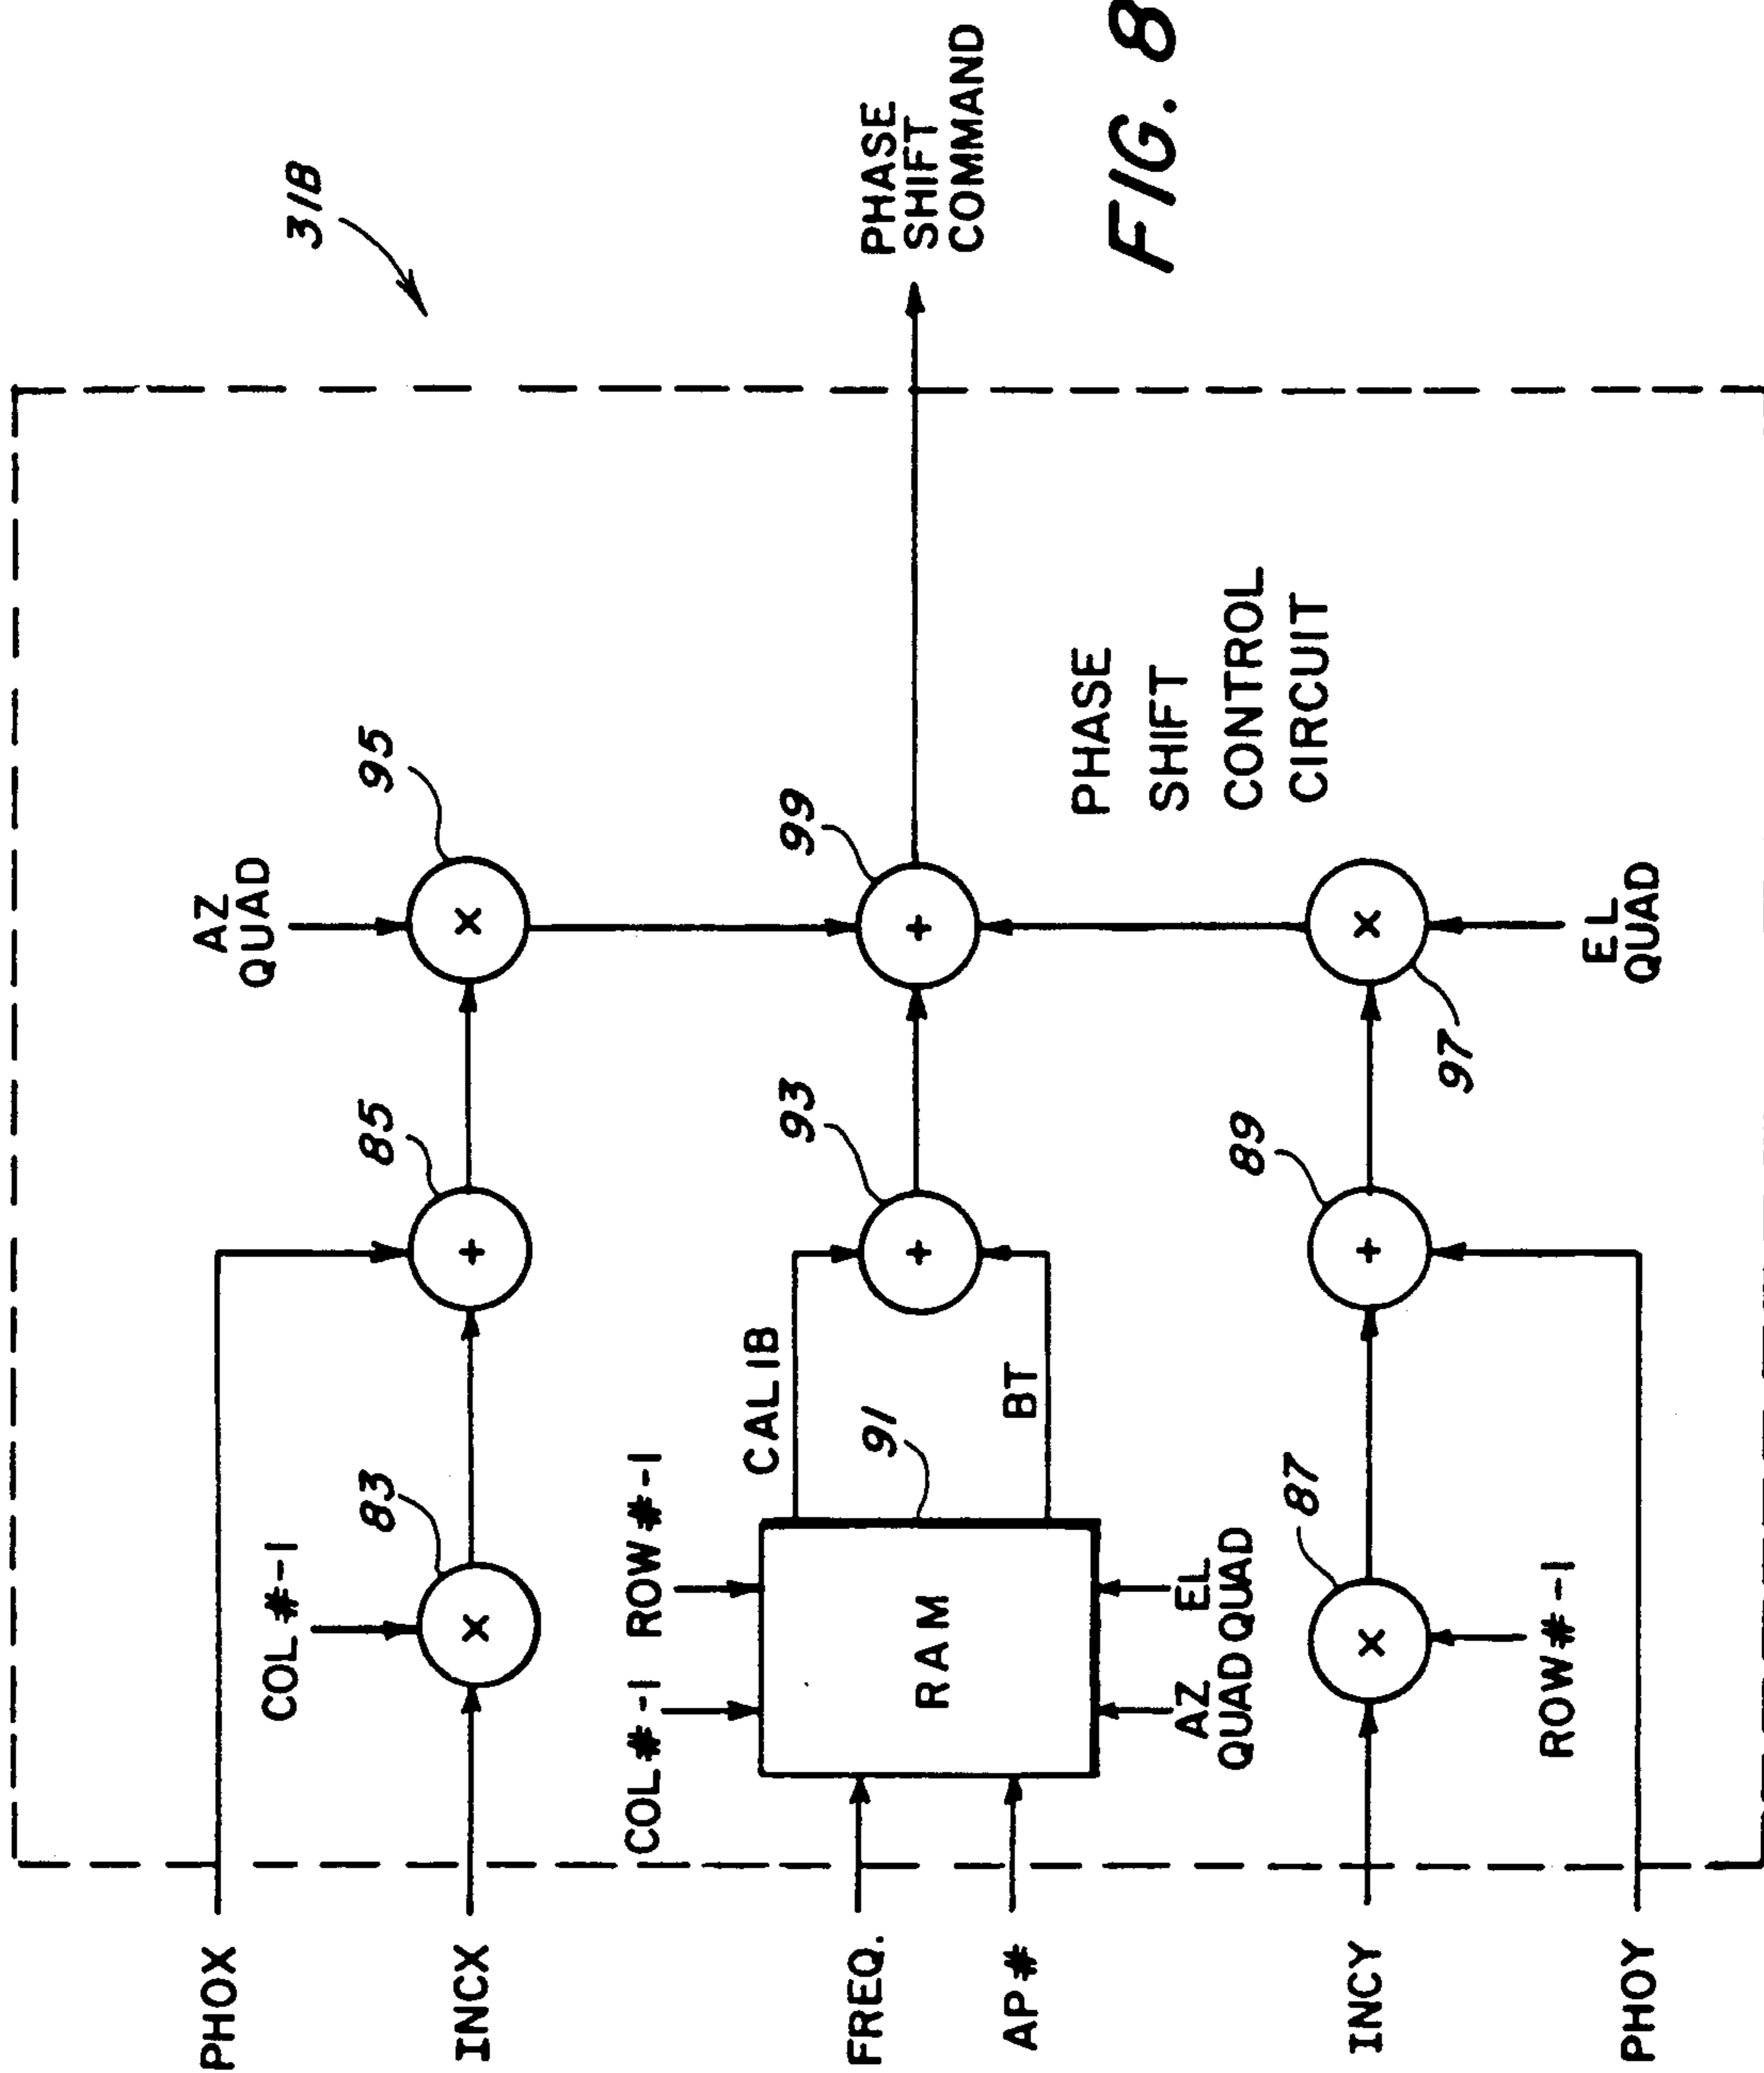 PHOX
INCX
FREQ.
AP#
INCY
PHOY
COL#-1
83
COL#-1
ROW#-1
RAM
91
CALIB
BT
AZ
QUAD
EL
QUAD
87
ROW#-1
85
93
89
AZ
QUAD
95
99
97
EL
QUAD
PHASE
SHIFT
CONTROL
CIRCUIT
31B
PHASE
SHIFT
COMMAND
FIG. 8
×
+
×
+
+
×
+
×